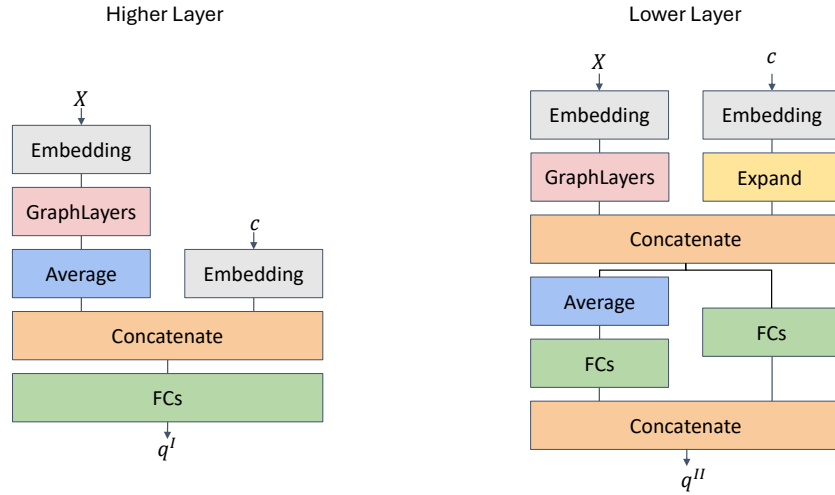 Higher Layer
X
Embedding
GraphLayers
c
Average
Embedding
Concatenate
FCs
q^I
Lower Layer
X
c
Embedding
Embedding
GraphLayers
Expand
Concatenate
Average
FCs
FCs
Concatenate
q^{II}